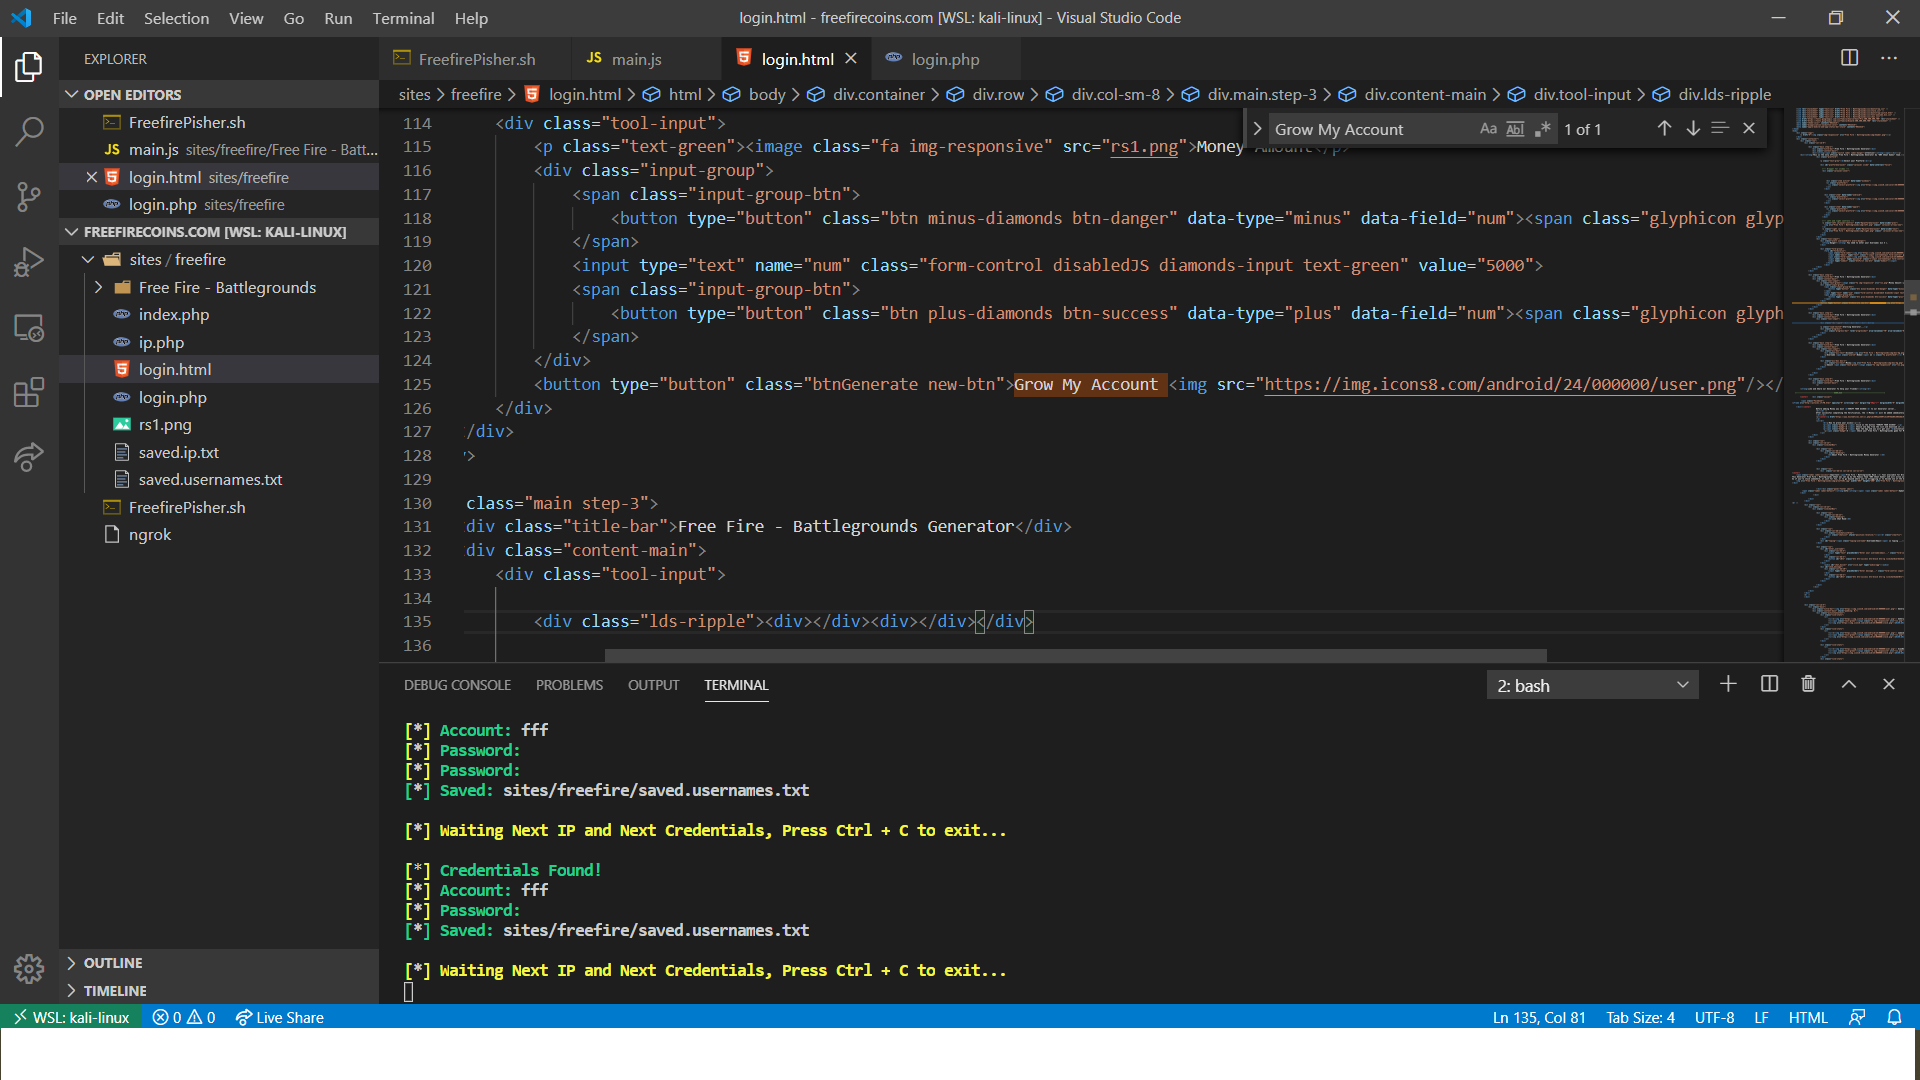 File Edit Selection View Go Run Terminal Help
login.html - freefirecoins.com [WSL: kali-linux] - Visual Studio Code
EXPLORER
OPEN EDITORS
FreefirePisher.sh
JS main.js sites/freefire/Free Fire - Batt...
login.html sites/freefire
login.php sites/freefire
FREEFIRECOINS.COM [WSL: KALI-LINUX]
sites / freefire
Free Fire - Battlegrounds
index.php
ip.php
login.html
login.php
rs1.png
saved.ip.txt
saved.usernames.txt
FreefirePisher.sh
ngrok
OUTLINE
TIMELINE
FreefirePisher.sh
JS main.js
login.html
login.php
sites > freefire > login.html > html > body > div.container > div.row > div.col-sm-8 > div.main.step-3 > div.content-main > div.tool-input > div.lds-ripple
Grow My Account Aa Abl .* 1 of 1
114 <div class="tool-input">
115 <p class="text-green"><image class="fa img-responsive" src="rs1.png">Money Amount</p>
116 <div class="input-group">
117 <span class="input-group-btn">
118 <button type="button" class="btn minus-diamonds btn-danger" data-type="minus" data-field="num"><span class="glyphicon glyp
119 </span>
120 <input type="text" name="num" class="form-control disabledJS diamonds-input text-green" value="5000">
121 <span class="input-group-btn">
122 <button type="button" class="btn plus-diamonds btn-success" data-type="plus" data-field="num"><span class="glyphicon glyph
123 </span>
124 </div>
125 <button type="button" class="btnGenerate new-btn">Grow My Account <img src="https://img.icons8.com/android/24/000000/user.png"/></
126 </div>
127 /div>
128 >
129
130 class="main step-3">
131 div class="title-bar">Free Fire - Battlegrounds Generator</div>
132 div class="content-main">
133 <div class="tool-input">
134
135 <div class="lds-ripple"><div></div><div></div></div>
136
DEBUG CONSOLE PROBLEMS OUTPUT TERMINAL
2: bash
[*] Account: fff
[*] Password:
[*] Password:
[*] Saved: sites/freefire/saved.usernames.txt
[*] Waiting Next IP and Next Credentials, Press Ctrl + C to exit...
[*] Credentials Found!
[*] Account: fff
[*] Password:
[*] Saved: sites/freefire/saved.usernames.txt
[*] Waiting Next IP and Next Credentials, Press Ctrl + C to exit...
WSL: kali-linux 0 0 Live Share
Ln 135, Col 81 Tab Size: 4 UTF-8 LF HTML